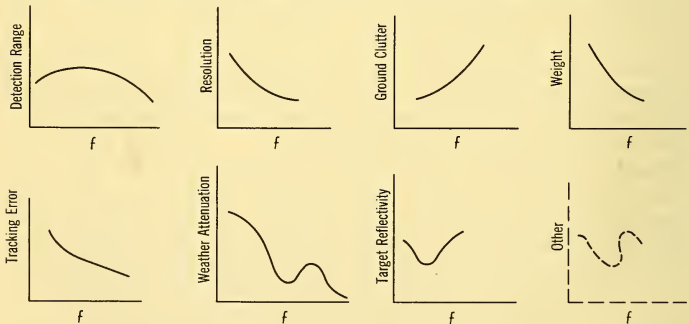 Detection Range
f
Resolution
f
Ground Clutter
f
Weight
f
Tracking Error
f
Weather Attenuation
f
Target Reflectivity
f
Other
f